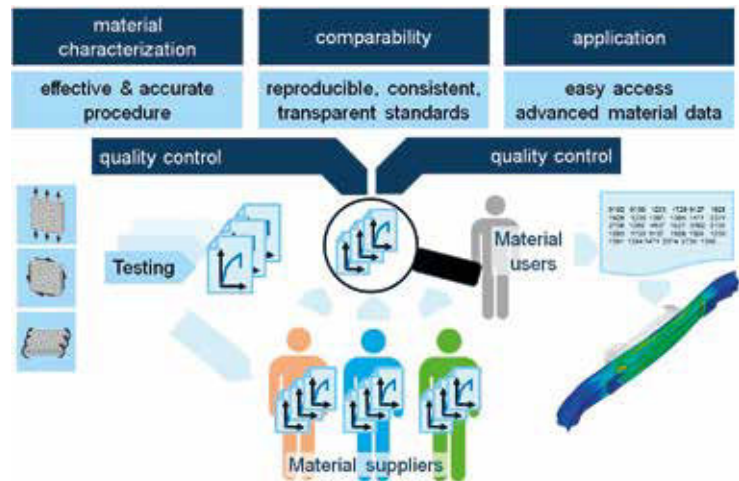 material
characterization
comparability
application
effective & accurate
procedure
reproducible, consistent,
transparent standards
easy access
advanced material data
quality control
quality control
Testing
Material
users
Material suppliers